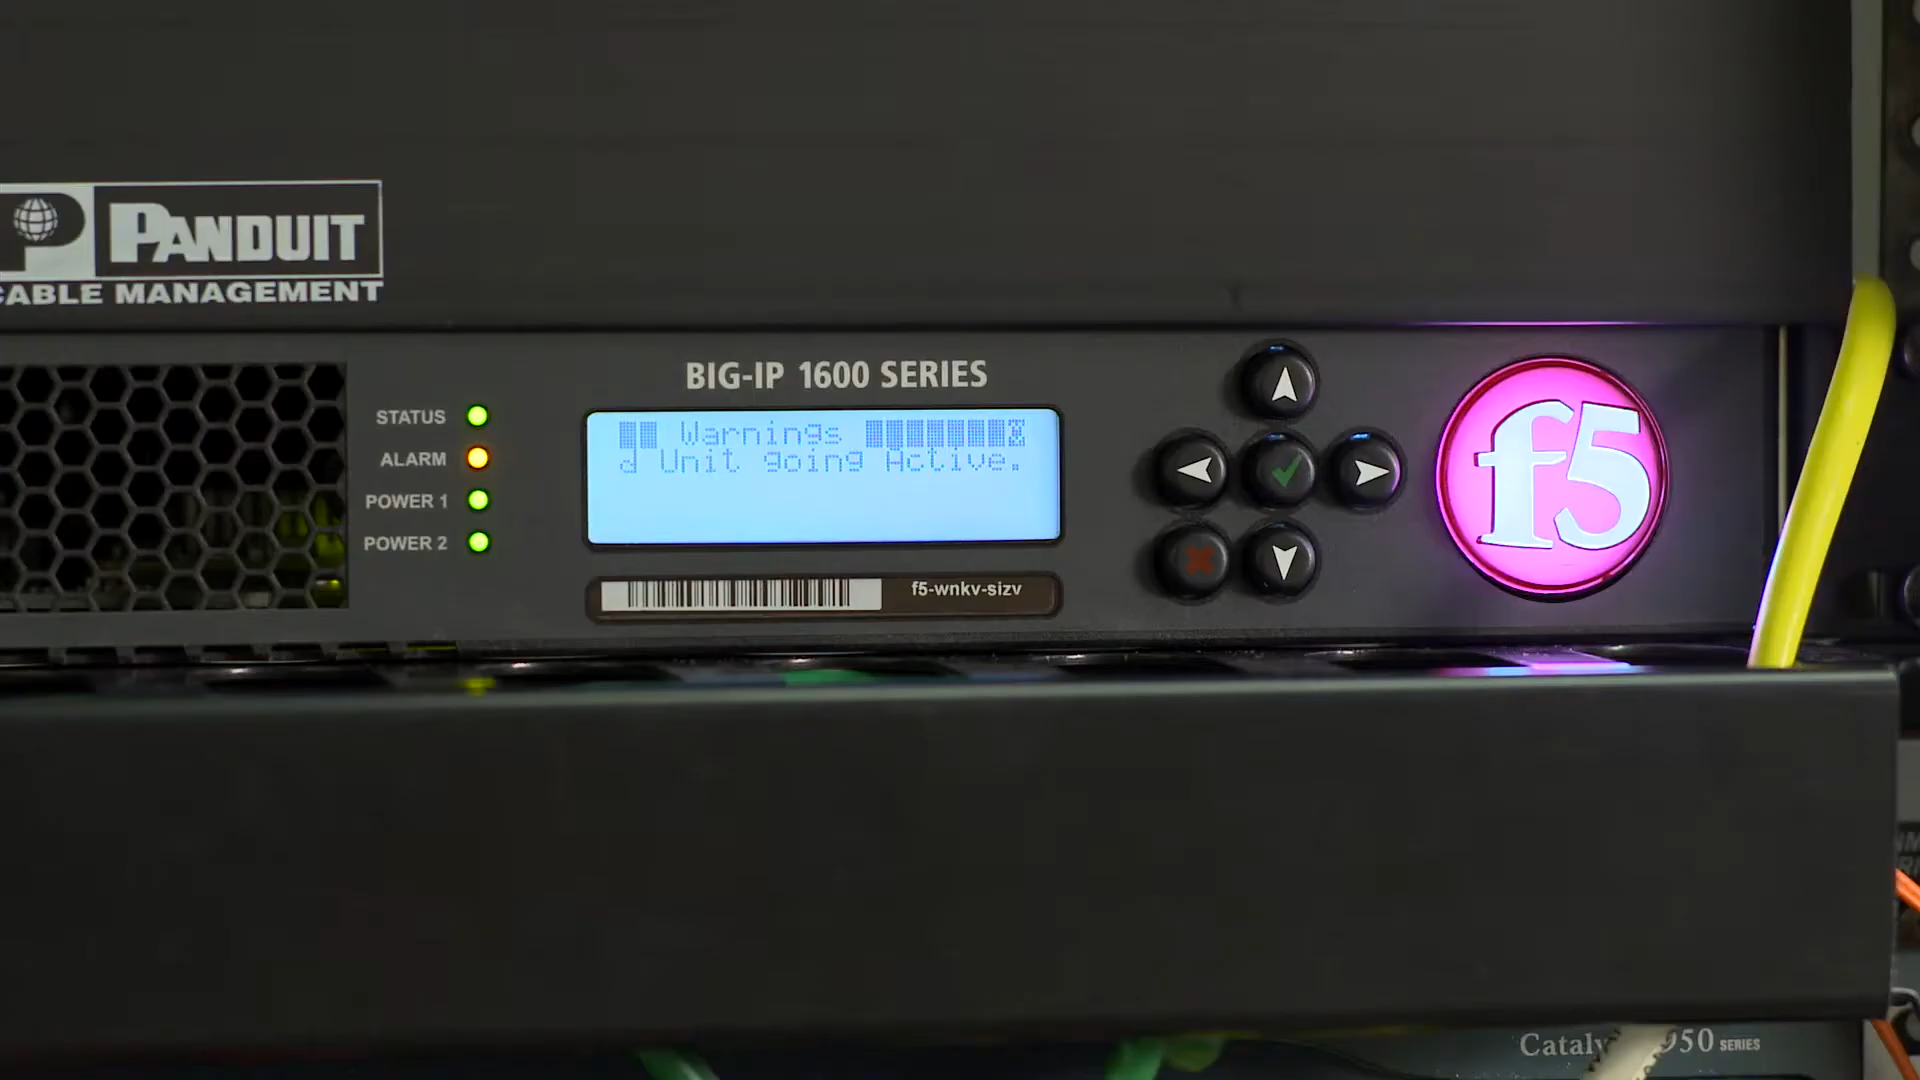 PANDUIT
CABLE MANAGEMENT
BIG-IP 1600 SERIES
STATUS
ALARM
POWER 1
POWER 2
Warnings
d Unit going Active.
f5-wnkv-sizv
f5
SERIES